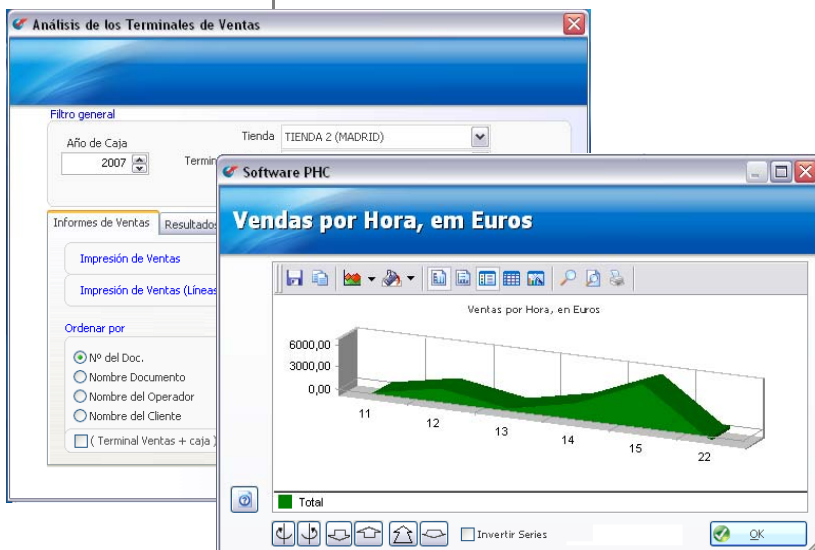 Análisis de los Terminales de Ventas
Filtro general
Año de Caja
2007
Tienda TIENDA 2 (MADRID)
Software PHC
Vendas por Hora, em Euros
Informes de Ventas
Impresión de Ventas
Impresión de Ventas
Ordenar por
Nº del Doc.
Nombre Documento
Nombre del Operador
Nombre del Cliente
( Terminal Ventas + caja )
Ventas por Hora, en Euros
6000,00
3000,00
0,00
11 12 13 14 15 22
Total
Invertir Series
OK